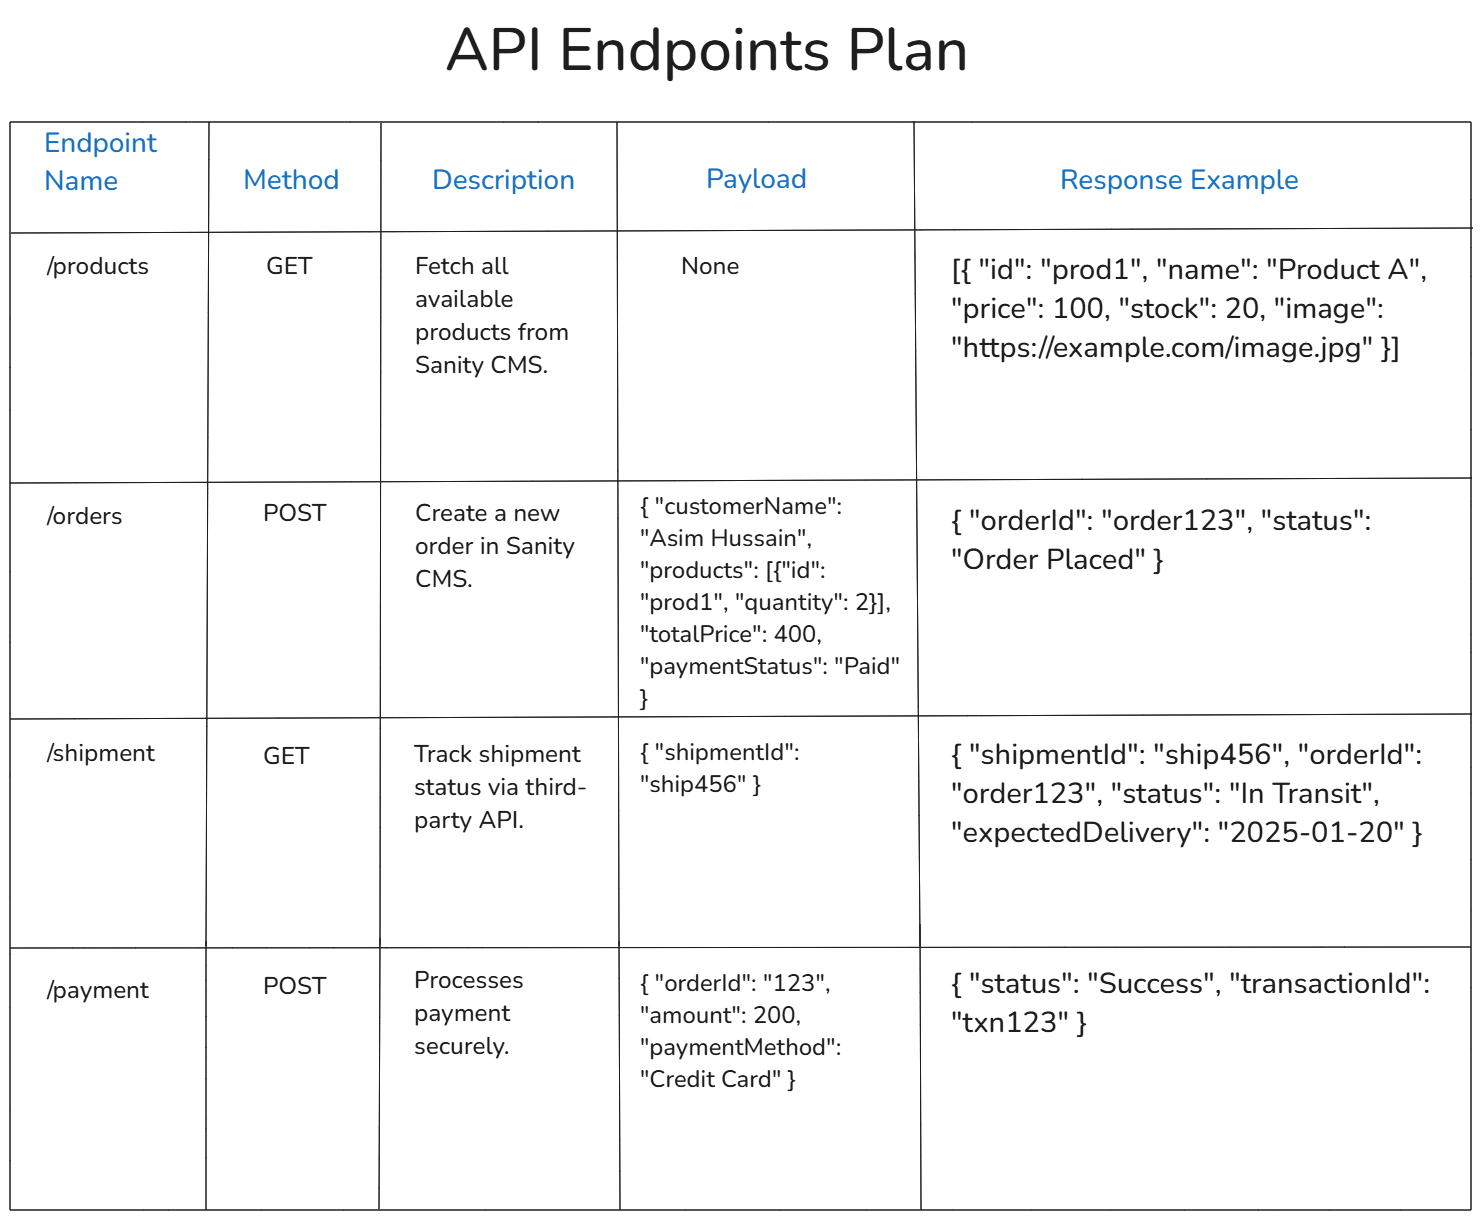 API Endpoints Plan
Endpoint
Name
Method
Description
Payload
Response Example
/products
GET
Fetch all
available
products from
Sanity CMS.
None
[{ "id": "prod1", "name": "Product A",
"price": 100, "stock": 20, "image":
"https://example.com/image.jpg" }]
/orders
POST
Create a new
order in Sanity
CMS.
{ "customerName":
"Asim Hussain",
"products": [{"id":
"prod1", "quantity": 2}],
"totalPrice": 400,
"paymentStatus": "Paid"
}
{ "orderId": "order123", "status":
"Order Placed" }
/shipment
GET
Track shipment
status via third-
party API.
{ "shipmentId":
"ship456" }
{ "shipmentId": "ship456", "orderId":
"order123", "status": "In Transit",
"expectedDelivery": "2025-01-20" }
/payment
POST
Processes
payment
securely.
{ "orderId": "123",
"amount": 200,
"paymentMethod":
"Credit Card" }
{ "status": "Success", "transactionId":
"txn123" }